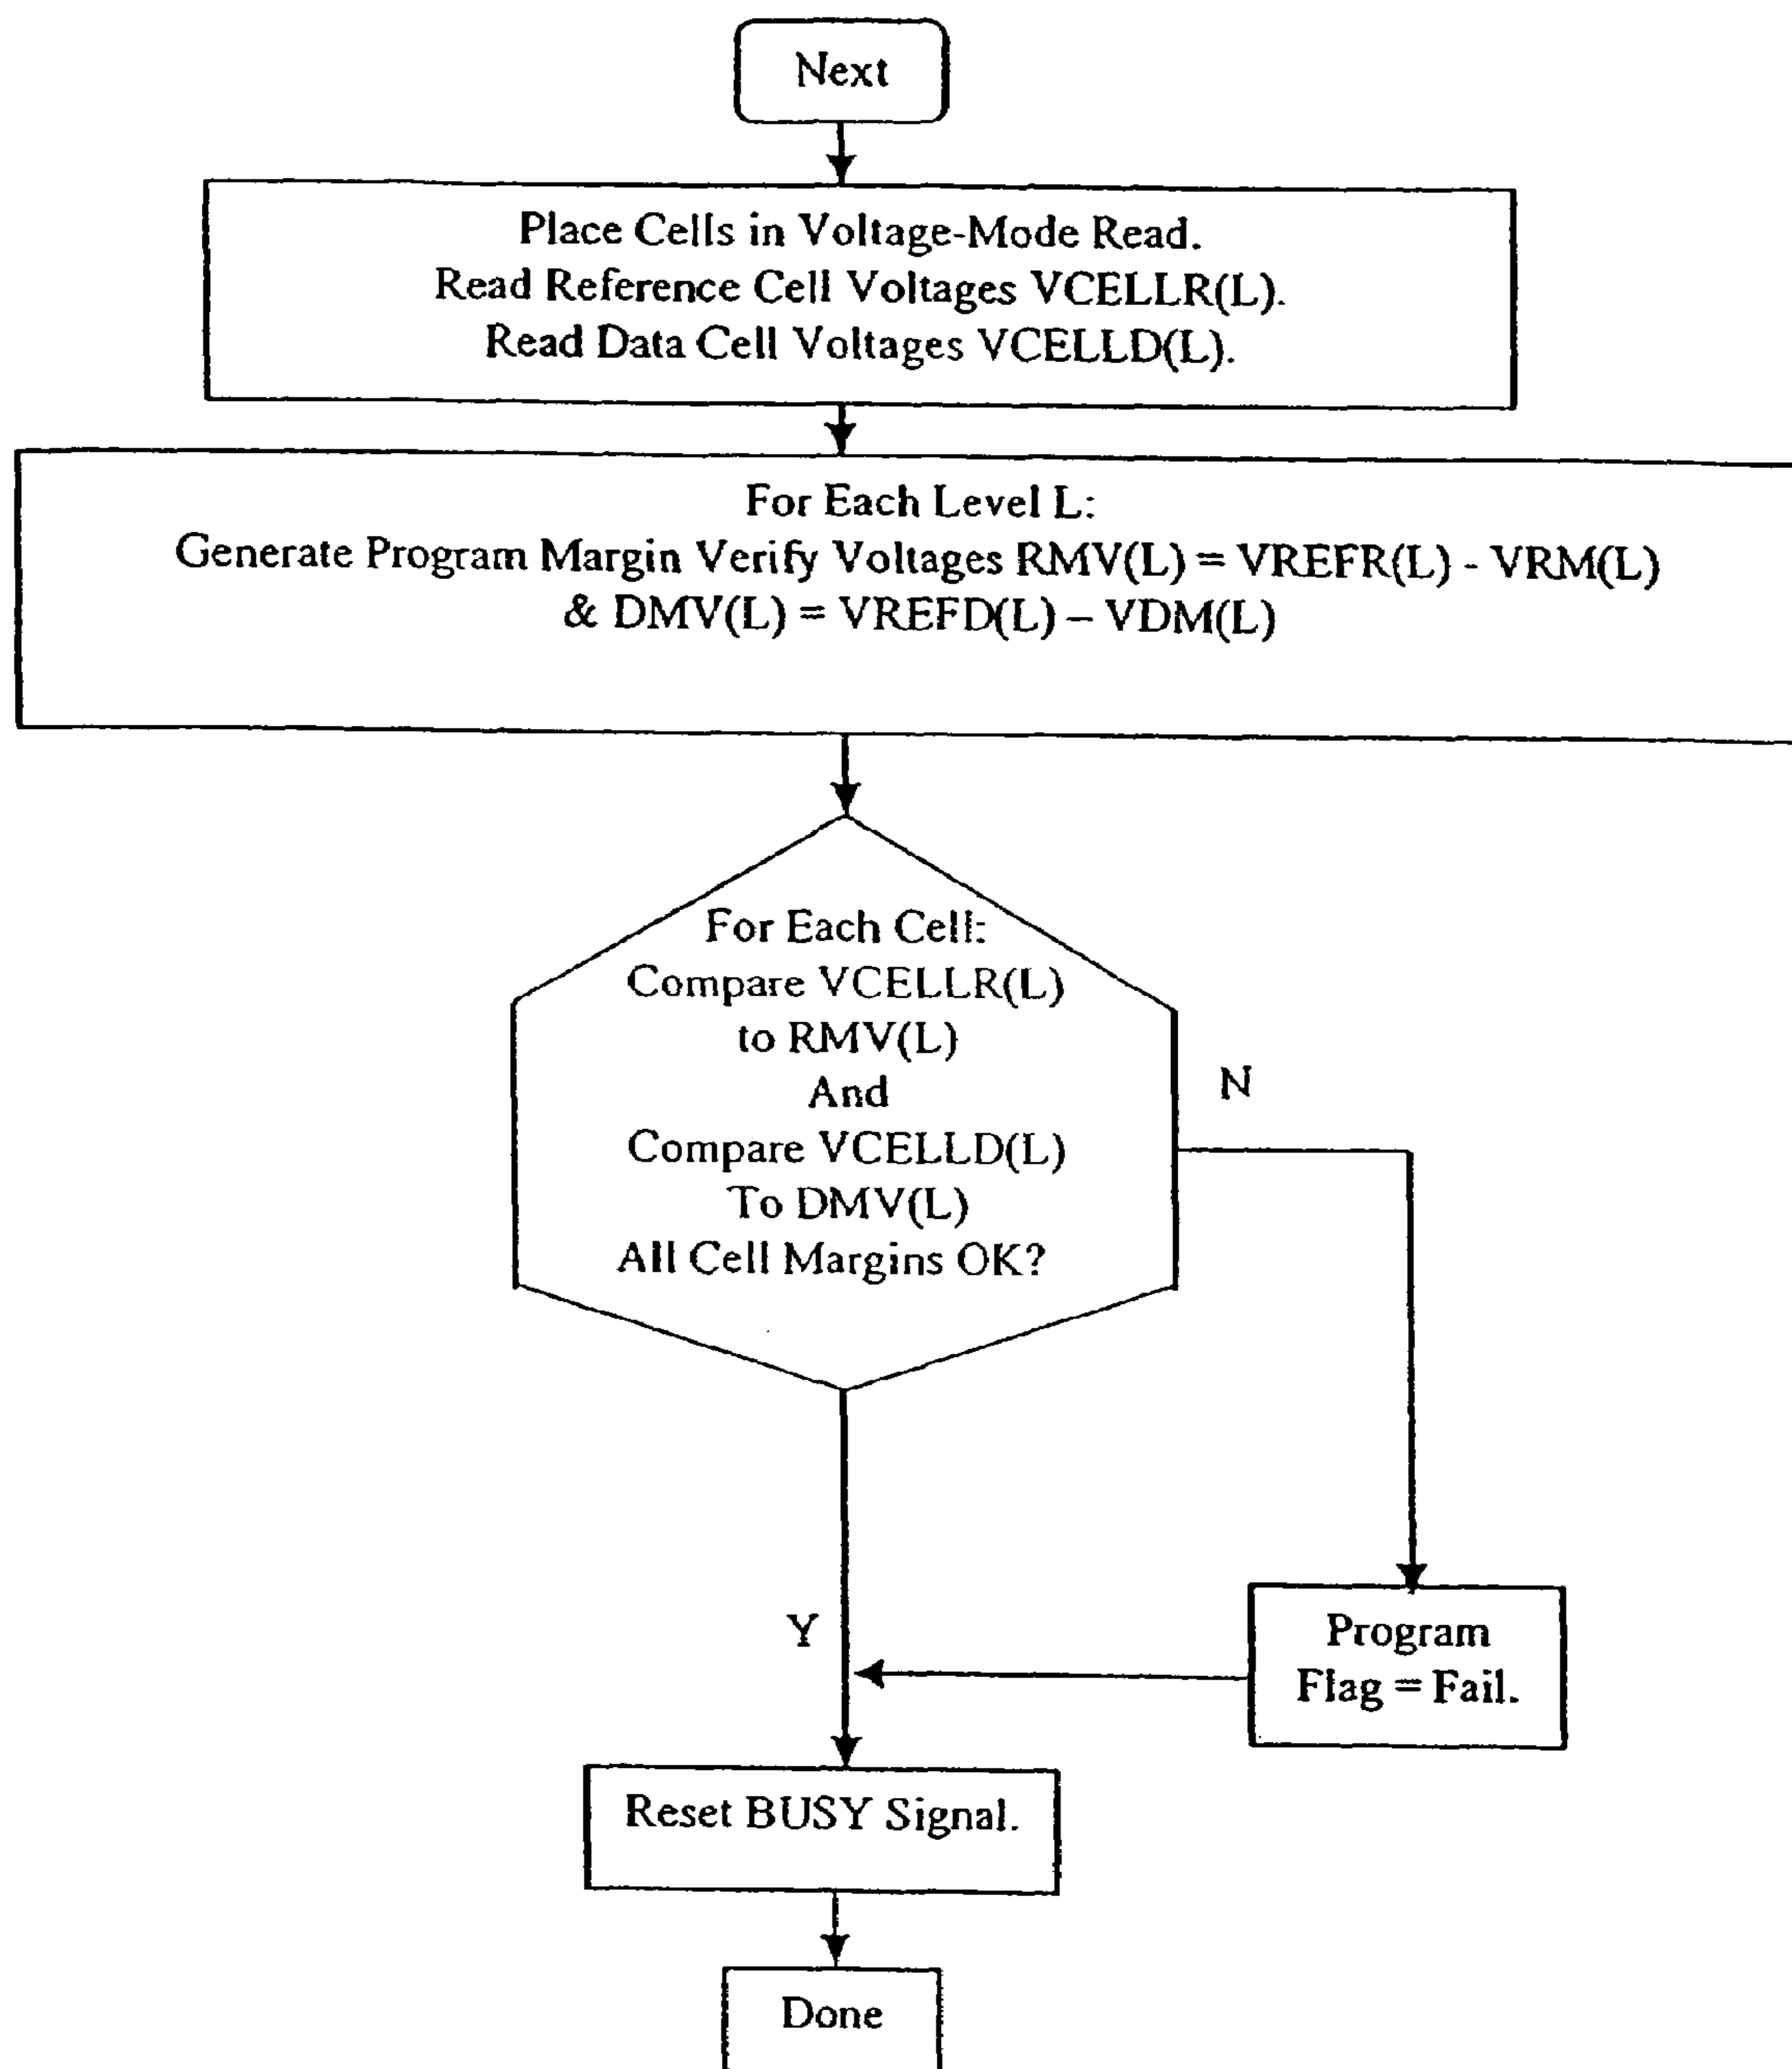 Next
Place Cells in Voltage-Mode Read.
Read Reference Cell Voltages VCELLR(L).
Read Data Cell Voltages VCELLD(L).
For Each Level L:
Generate Program Margin Verify Voltages RMV(L) = VREFR(L) - VRM(L)
& DMV(L) = VREFD(L) – VDM(L)
For Each Cell:
Compare VCELLR(L)
to RMV(L)
And
Compare VCELLD(L)
To DMV(L)
All Cell Margins OK?
N
Y
Program
Flag = Fail.
Reset BUSY Signal.
Done